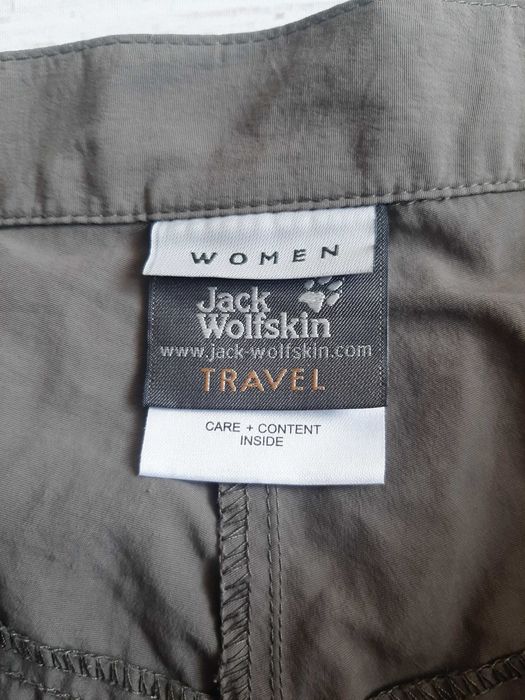 WOMEN
Jack
Wolfskin
www.jack-wolfskin.com
TRAVEL
CARE + CONTENT
INSIDE